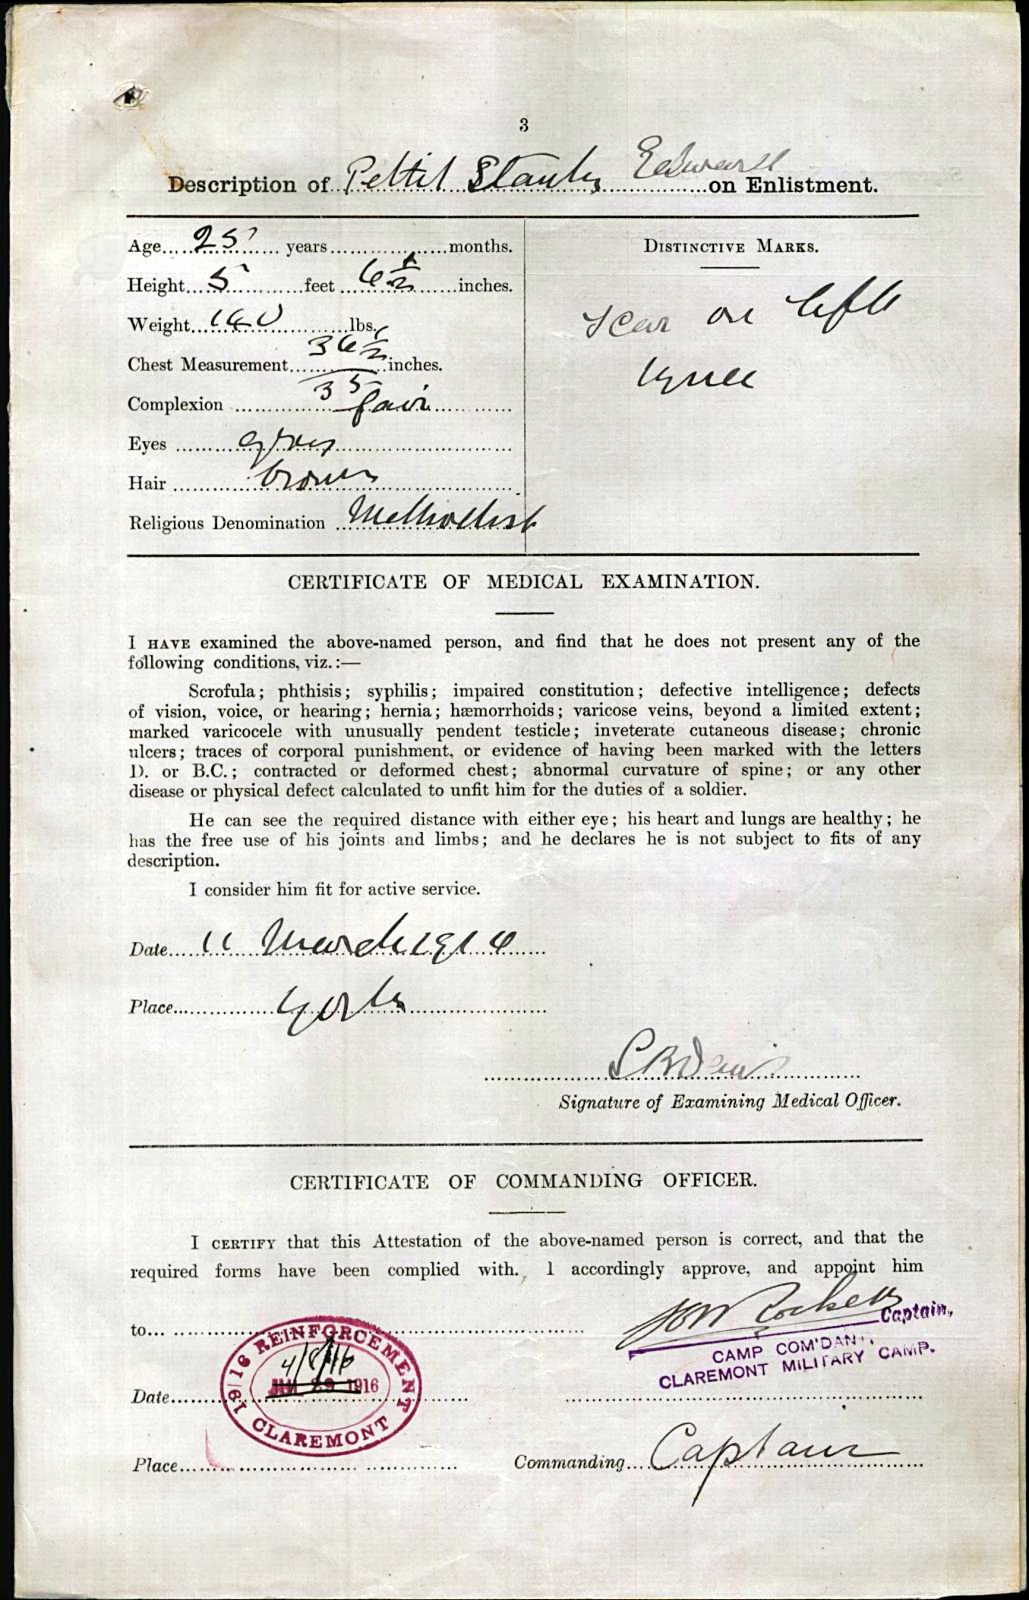 3
Description of Pettit Stanley Edward on Enlistment.
Age 25 years months.
Height 5 feet 6 1/2 inches.
Weight 140 lbs.
Chest Measurement 36 1/2 inches.
35
Complexion fair
Eyes grey
Hair brown
Religious Denomination Methodist
Distinctive Marks.
Scar on left
knee
CERTIFICATE OF MEDICAL EXAMINATION.
I have examined the above-named person, and find that he does not present any of the
following conditions, viz.:—
Scrofula; phthisis; syphilis; impaired constitution; defective intelligence; defects
of vision, voice, or hearing; hernia; hæmorrhoids; varicose veins, beyond a limited extent;
marked varicocele with unusually pendent testicle; inveterate cutaneous disease; chronic
ulcers; traces of corporal punishment, or evidence of having been marked with the letters
D. or B.C.; contracted or deformed chest; abnormal curvature of spine; or any other
disease or physical defect calculated to unfit him for the duties of a soldier.
He can see the required distance with either eye; his heart and lungs are healthy; he
has the free use of his joints and limbs; and he declares he is not subject to fits of any
description.
I consider him fit for active service.
Date 11 March 1916
Place York
Signature of Examining Medical Officer.
CERTIFICATE OF COMMANDING OFFICER.
I certify that this Attestation of the above-named person is correct, and that the
required forms have been complied with. I accordingly approve, and appoint him
to
Captain,
CAMP COM'DANT,
CLAREMONT MILITARY CAMP.
Date
19/16 REINFORCEMENT
4/8/16
JAN 29 1916
CLAREMONT
Place
Commanding Captain